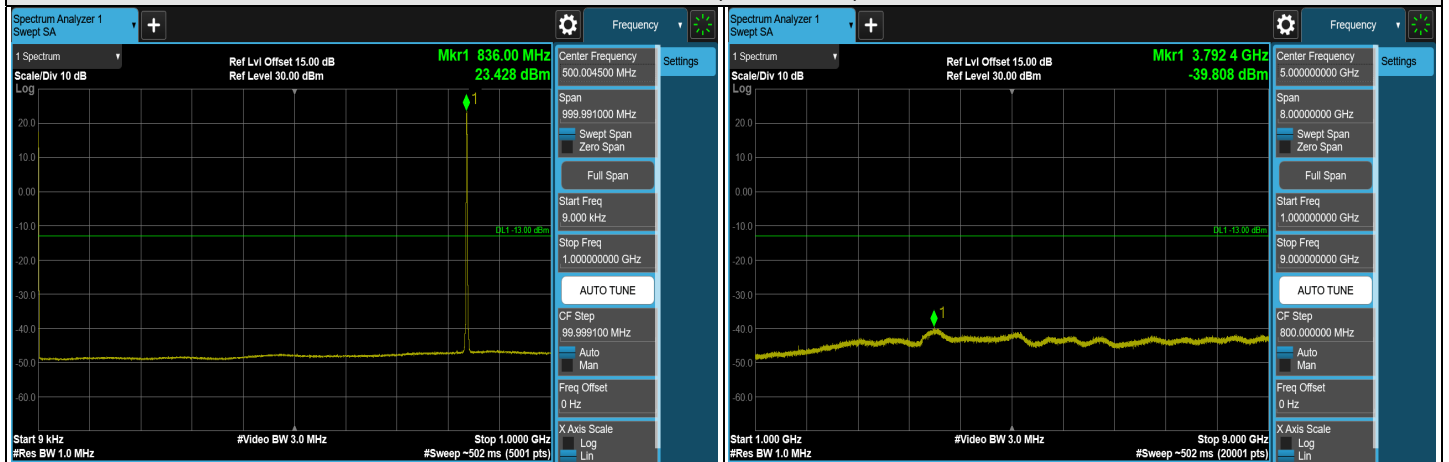 Spectrum Analyzer 1
Swept SA
+
Frequency
1 Spectrum
Scale/Div 10 dB
Log
Ref Lvl Offset 15.00 dB
Ref Level 30.00 dBm
Mkr1 836.00 MHz
23.428 dBm
1
20.0
10.0
0.00
-10.0
-20.0
-30.0
-40.0
-50.0
-60.0
DL1 -13.00 dBm
Start 9 kHz
#Res BW 1.0 MHz
#Video BW 3.0 MHz
Stop 1.0000 GHz
#Sweep ~502 ms (5001 pts)
Center Frequency
500.004500 MHz
Span
999.991000 MHz
Swept Span
Zero Span
Full Span
Start Freq
9.000 kHz
Stop Freq
1.000000000 GHz
AUTO TUNE
CF Step
99.999100 MHz
Auto
Man
Freq Offset
0 Hz
X Axis Scale
Log
Lin
Settings
Spectrum Analyzer 1
Swept SA
+
Frequency
1 Spectrum
Scale/Div 10 dB
Log
Ref Lvl Offset 15.00 dB
Ref Level 30.00 dBm
Mkr1 3.792 4 GHz
-39.808 dBm
1
20.0
10.0
0.00
-10.0
-20.0
-30.0
-40.0
-50.0
-60.0
DL1 -13.00 dBm
Start 1.000 GHz
#Res BW 1.0 MHz
#Video BW 3.0 MHz
Stop 9.000 GHz
#Sweep ~502 ms (20001 pts)
Center Frequency
5.000000000 GHz
Span
8.00000000 GHz
Swept Span
Zero Span
Full Span
Start Freq
1.000000000 GHz
Stop Freq
9.000000000 GHz
AUTO TUNE
CF Step
800.000000 MHz
Auto
Man
Freq Offset
0 Hz
X Axis Scale
Log
Lin
Settings